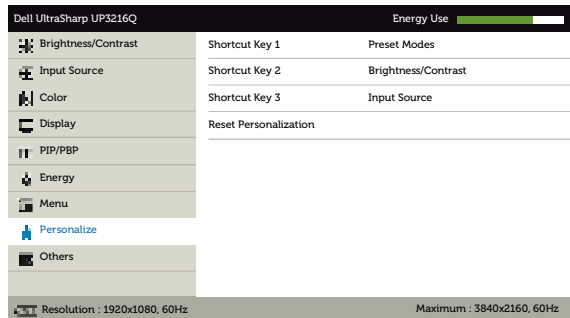 Dell UltraSharp UP3216Q Energy Use
Brightness/Contrast Shortcut Key 1 Preset Modes
Input Source Shortcut Key 2 Brightness/Contrast
Color Shortcut Key 3 Input Source
Display Reset Personalization
PIP/PBP
Energy
Menu
Personalize
Others
Resolution : 1920x1080, 60Hz Maximum : 3840x2160, 60Hz